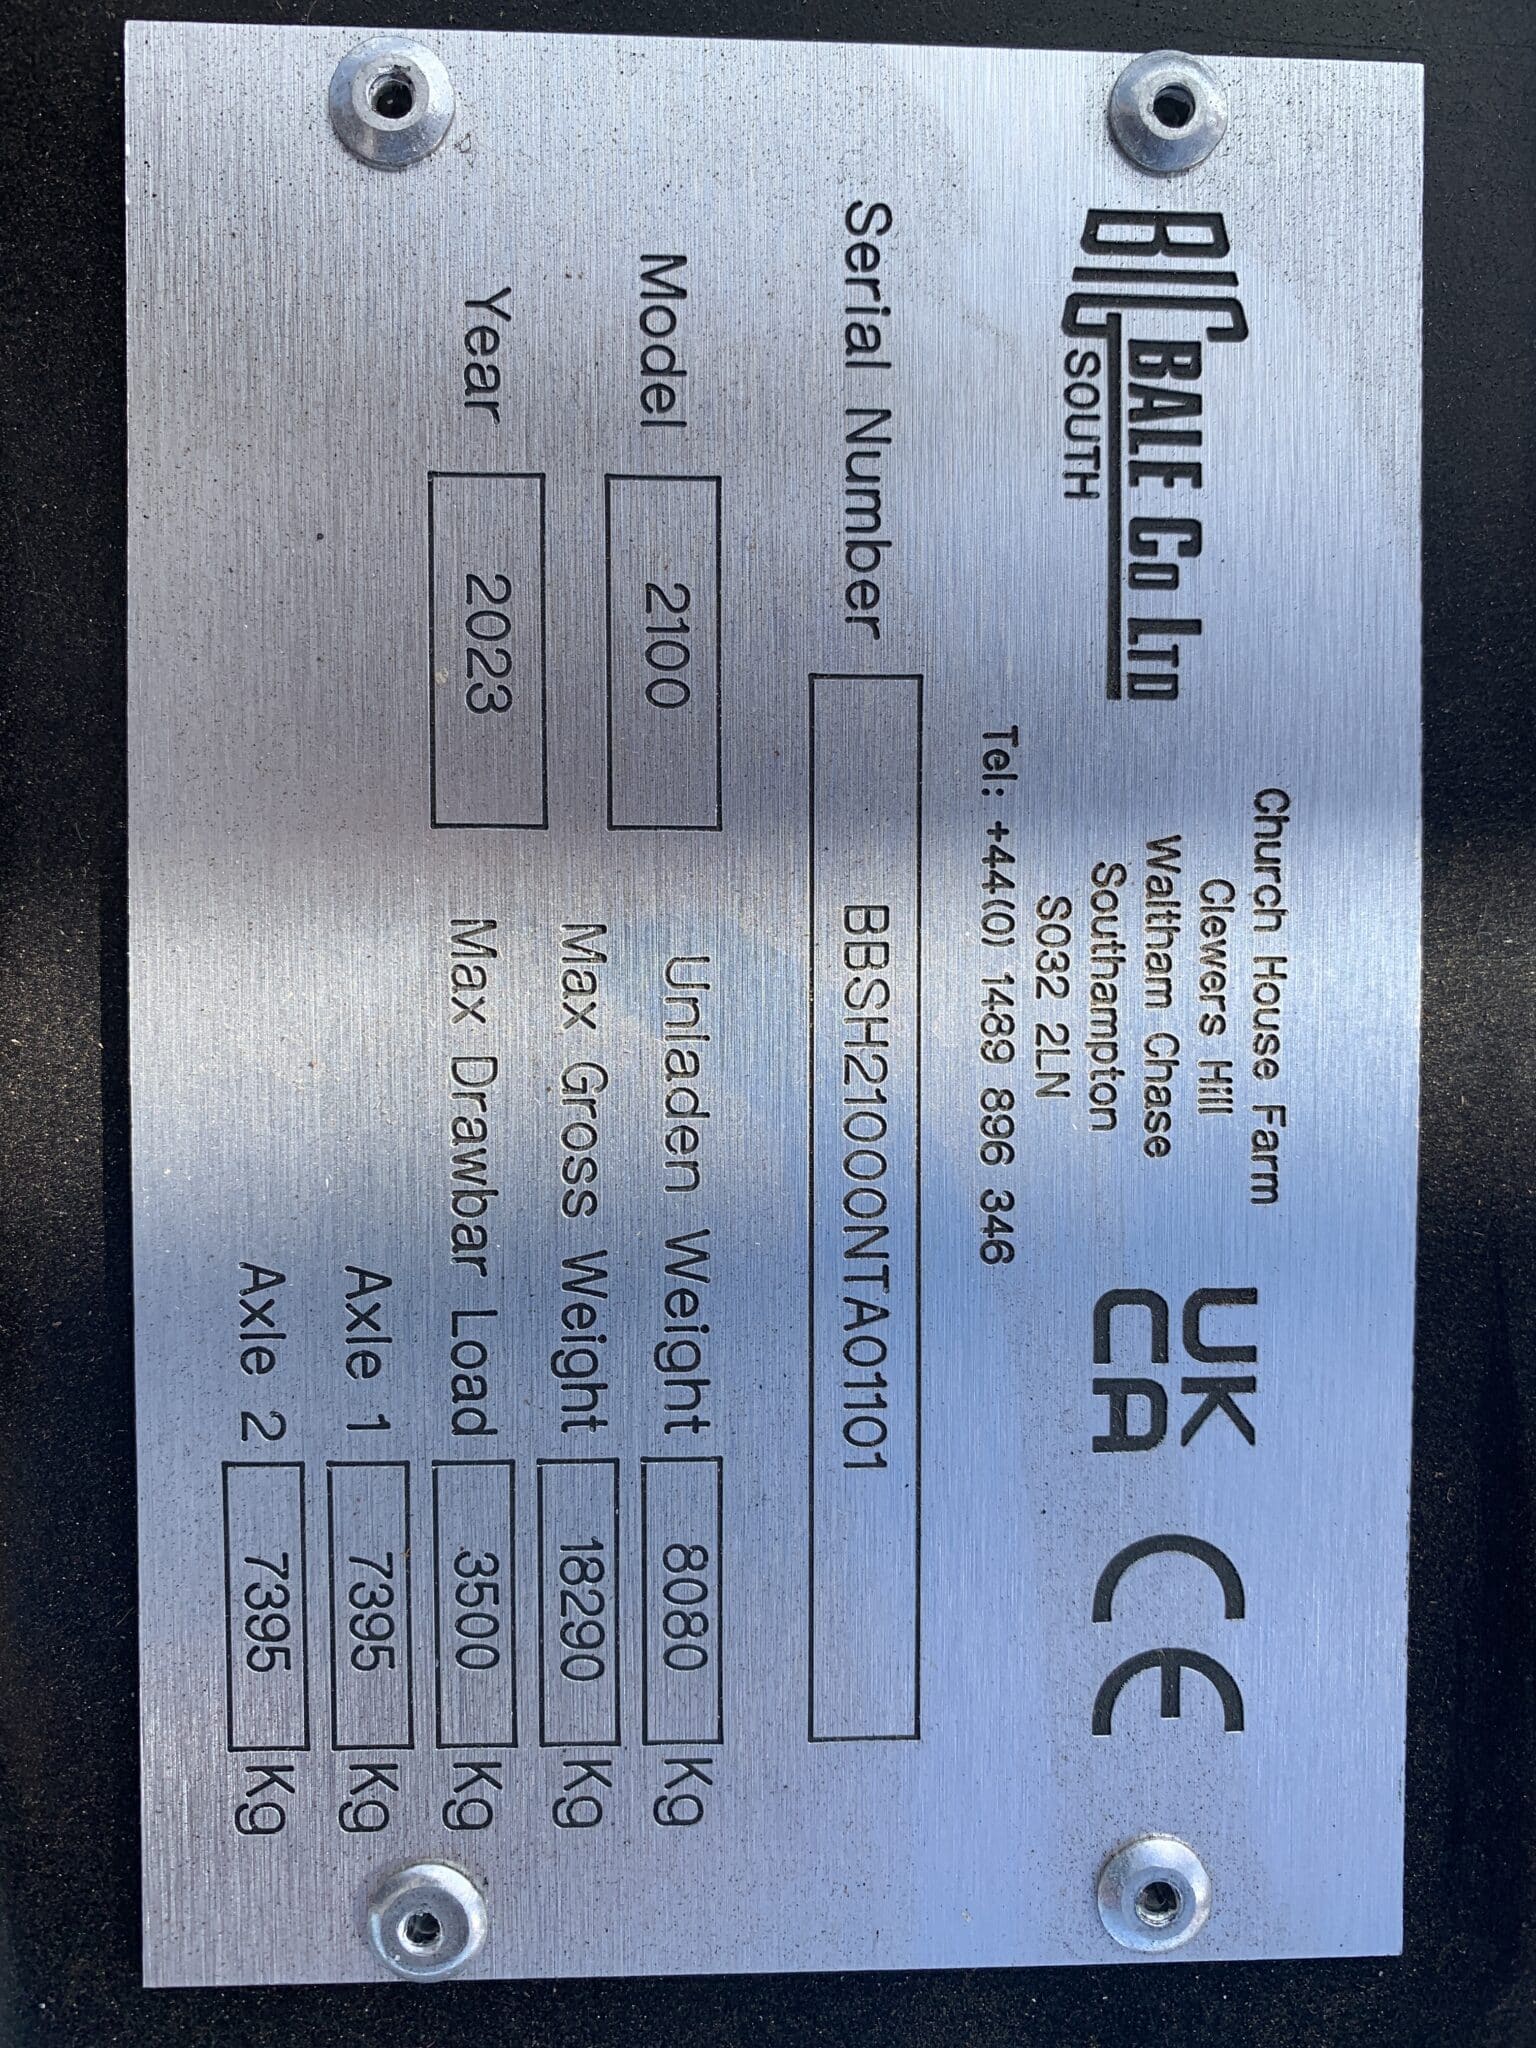 BIG BALE Co LTD
SOUTH
Church House Farm
Clewers Hill
Waltham Chase
Southampton
SO32 2LN
Tel: +44(0) 1489 896 346
UK
CA
CE
Serial Number BBSH21000NTA01101
Model 2100
Year 2023
Unladen Weight 8080 Kg
Max Gross Weight 18290 Kg
Max Drawbar Load 3500 Kg
Axle 1 7395 Kg
Axle 2 7395 Kg